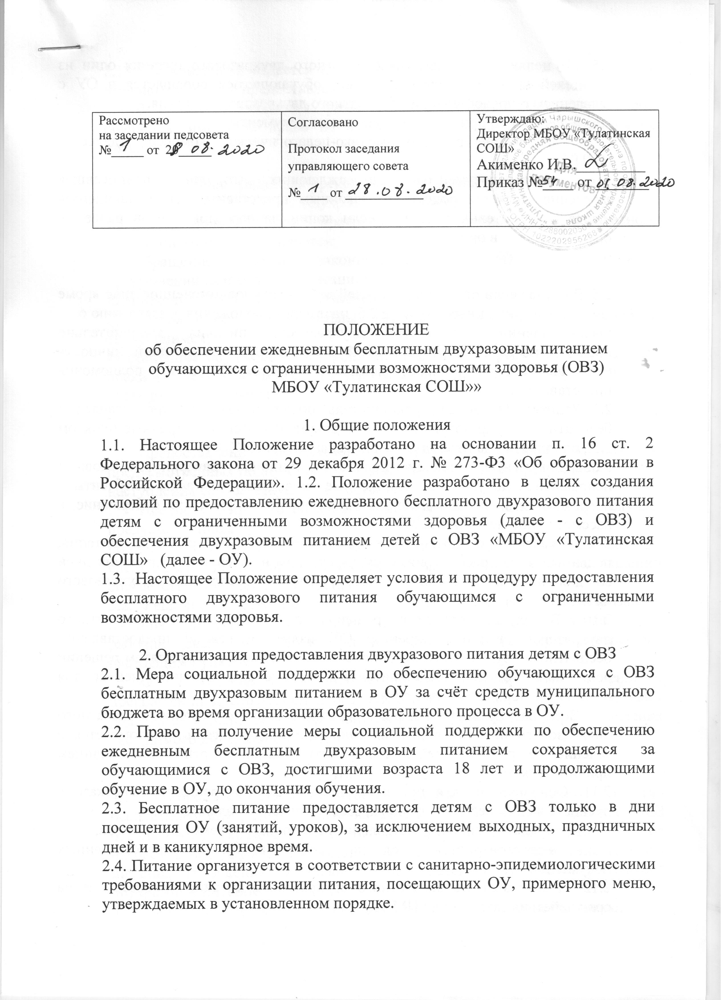 Рассмотрено
на заседании педсовета
№ 1 от 28 08. 2020
Согласовано
Протокол заседания
управляющего совета
№ 1 от 28.08.2020
Утверждаю:
Директор МБОУ «Тулатинская
СОШ»
Акименко И.В.
Приказ № 54 от 01.08.2020
Для
документов
ПОЛОЖЕНИЕ
об обеспечении ежедневным бесплатным двухразовым питанием
обучающихся с ограниченными возможностями здоровья (ОВЗ)
МБОУ «Тулатинская СОШ»»
1. Общие положения
1.1. Настоящее Положение разработано на основании п. 16 ст. 2
Федерального закона от 29 декабря 2012 г. № 273-ФЗ «Об образовании в
Российской Федерации». 1.2. Положение разработано в целях создания
условий по предоставлению ежедневного бесплатного двухразового питания
детям с ограниченными возможностями здоровья (далее - с ОВЗ) и
обеспечения двухразовым питанием детей с ОВЗ «МБОУ «Тулатинская
СОШ» (далее - ОУ).
1.3. Настоящее Положение определяет условия и процедуру предоставления
бесплатного двухразового питания обучающимся с ограниченными
возможностями здоровья.
2. Организация предоставления двухразового питания детям с ОВЗ
2.1. Мера социальной поддержки по обеспечению обучающихся с ОВЗ
бесплатным двухразовым питанием в ОУ за счёт средств муниципального
бюджета во время организации образовательного процесса в ОУ.
2.2. Право на получение меры социальной поддержки по обеспечению
ежедневным бесплатным двухразовым питанием сохраняется за
обучающимися с ОВЗ, достигшими возраста 18 лет и продолжающими
обучение в ОУ, до окончания обучения.
2.3. Бесплатное питание предоставляется детям с ОВЗ только в дни
посещения ОУ (занятий, уроков), за исключением выходных, праздничных
дней и в каникулярное время.
2.4. Питание организуется в соответствии с санитарно-эпидемиологическими
требованиями к организации питания, посещающих ОУ, примерного меню,
утверждаемых в установленном порядке.